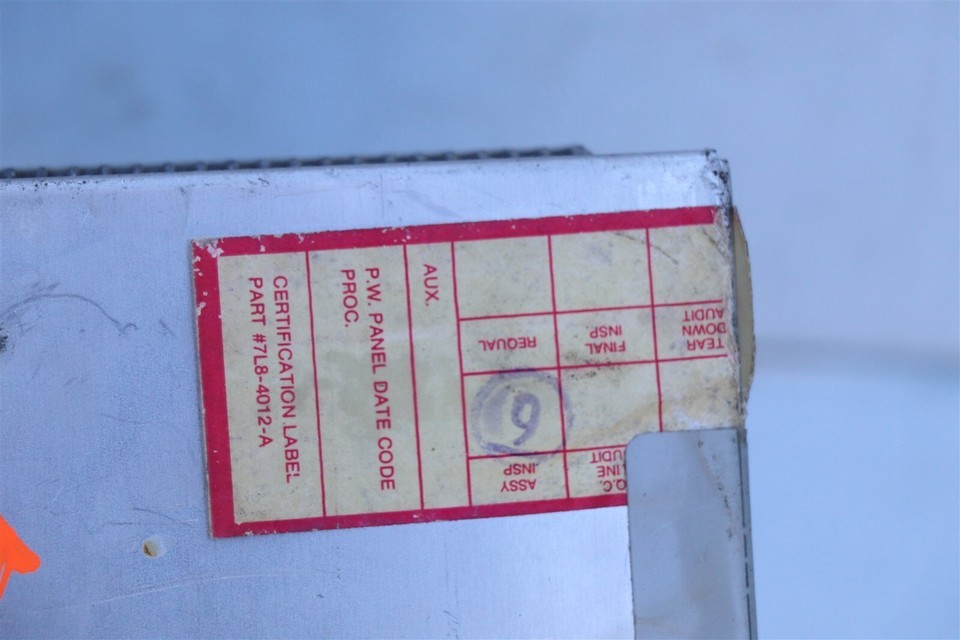 CERTIFICATION LABEL
PART #7L8-4012-A
P.W. PANEL DATE CODE
PROC.
AUX.
ASSY
INSP.
REQUAL
Q.C.
LINE
AUDIT
FINAL
INSP.
TEAR
DOWN
AUDIT